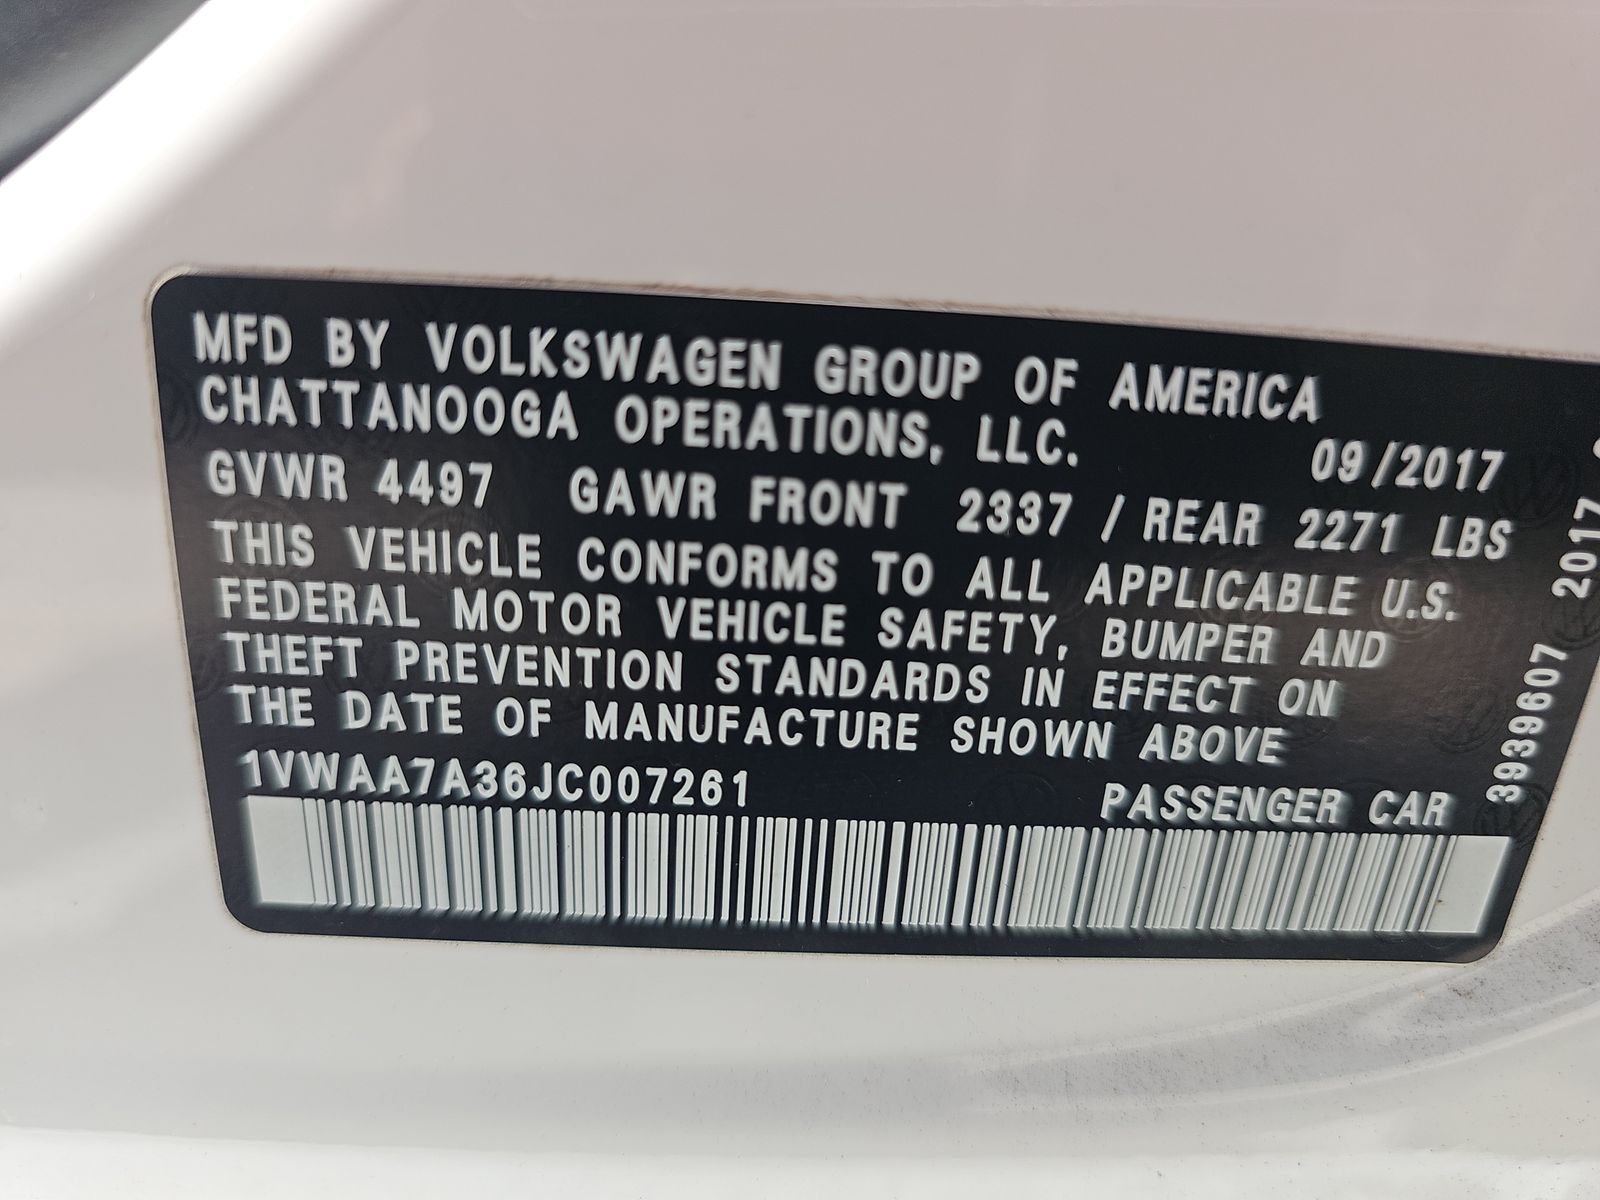 MFD BY VOLKSWAGEN GROUP OF AMERICA
CHATTANOOGA OPERATIONS, LLC.
09/2017
GVWR 4497 GAWR FRONT 2337 / REAR 2271 LBS
THIS VEHICLE CONFORMS TO ALL APPLICABLE U.S.
FEDERAL MOTOR VEHICLE SAFETY, BUMPER AND
THEFT PREVENTION STANDARDS IN EFFECT ON
THE DATE OF MANUFACTURE SHOWN ABOVE
1VWAA7A36JC007261
PASSENGER CAR
3939607 2017